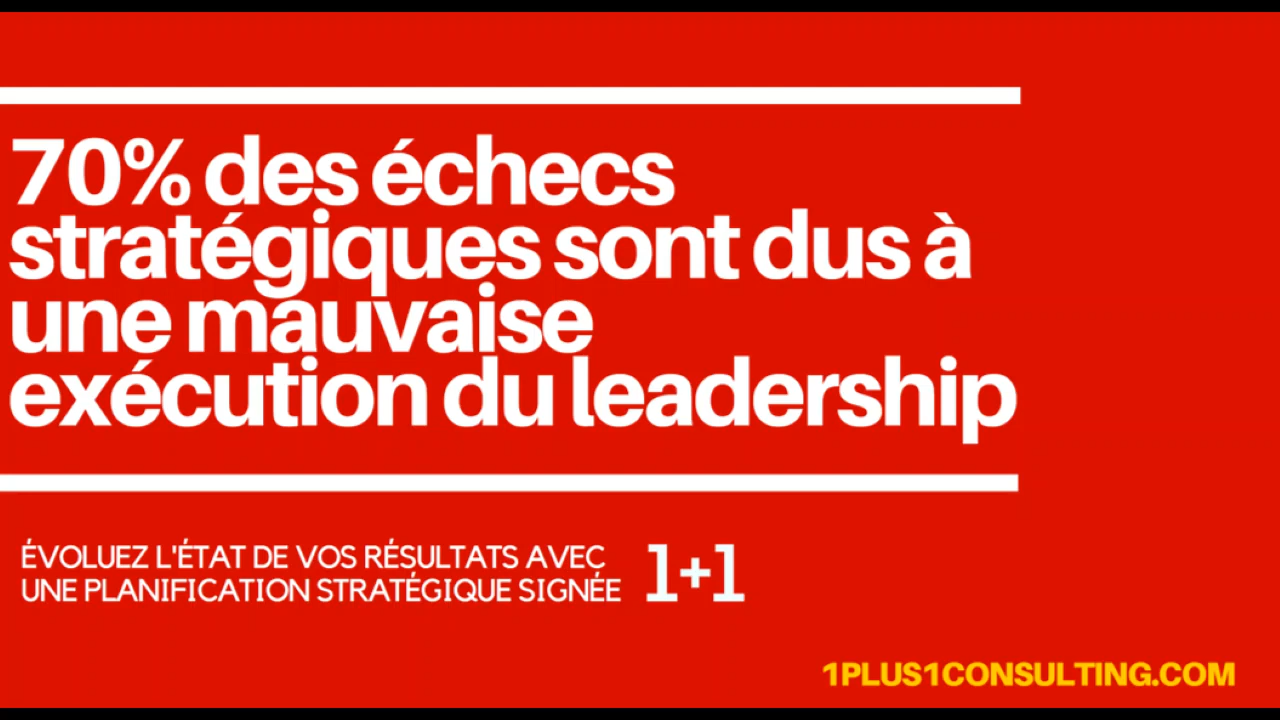 70% des échecs
stratégiques sont dus à
une mauvaise
exécution du leadership
ÉVOLUEZ L'ÉTAT DE VOS RÉSULTATS AVEC
UNE PLANIFICATION STRATÉGIQUE SIGNÉE
1+1
1PLUS1CONSULTING.COM